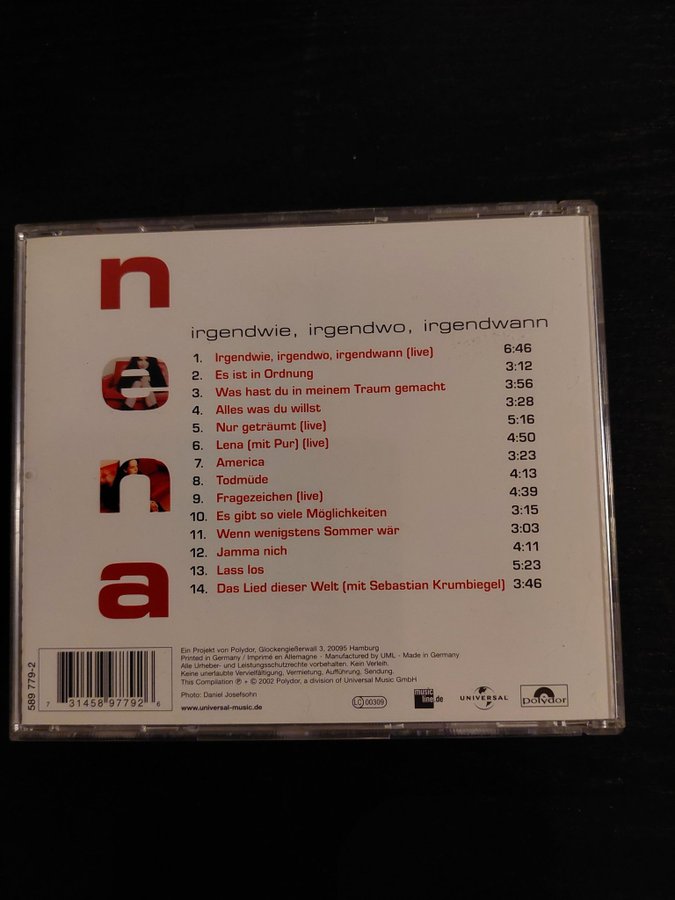 nena
irgendwie, irgendwo, irgendwann
1. Irgendwie, irgendwo, irgendwann (live) 6:46
2. Es ist in Ordnung 3:12
3. Was hast du in meinem Traum gemacht 3:56
4. Alles was du willst 3:28
5. Nur geträumt (live) 5:16
6. Lena (mit Pur) (live) 4:50
7. America 3:23
8. Todmüde 4:13
9. Fragezeichen (live) 4:39
10. Es gibt so viele Möglichkeiten 3:15
11. Wenn wenigstens Sommer wär 3:03
12. Jamma nich 4:11
13. Lass los 5:23
14. Das Lied dieser Welt (mit Sebastian Krumbiegel) 3:46
589 779-2
7 31458 97792 6
Ein Projekt von Polydor, Glockengießerwall 3, 20095 Hamburg
Printed in Germany / Imprimé en Allemagne · Manufactured by UML - Made in Germany
Alle Urheber- und Leistungsschutzrechte vorbehalten. Kein Verleih.
Keine unerlaubte Vervielfältigung, Vermietung, Aufführung, Sendung.
This Compilation ℗ + © 2002 Polydor, a division of Universal Music GmbH
Photo: Daniel Josefsohn
www.universal-music.de
LC 00309
music line.de
UNIVERSAL
polydor